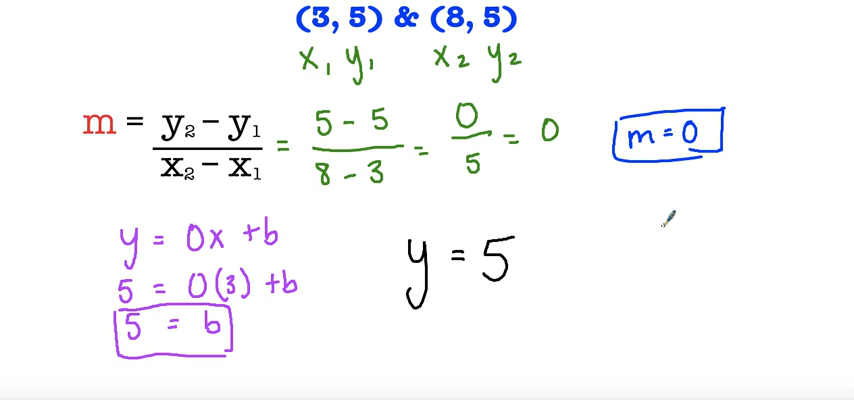 (3, 5) & (8, 5)
x₁ y₁ x₂ y₂
m = y₂ − y₁ / x₂ − x₁ = 5 - 5 / 8 - 3 = 0 / 5 = 0
m = 0
y = 0x + b
5 = 0(3) + b
5 = b
y = 5